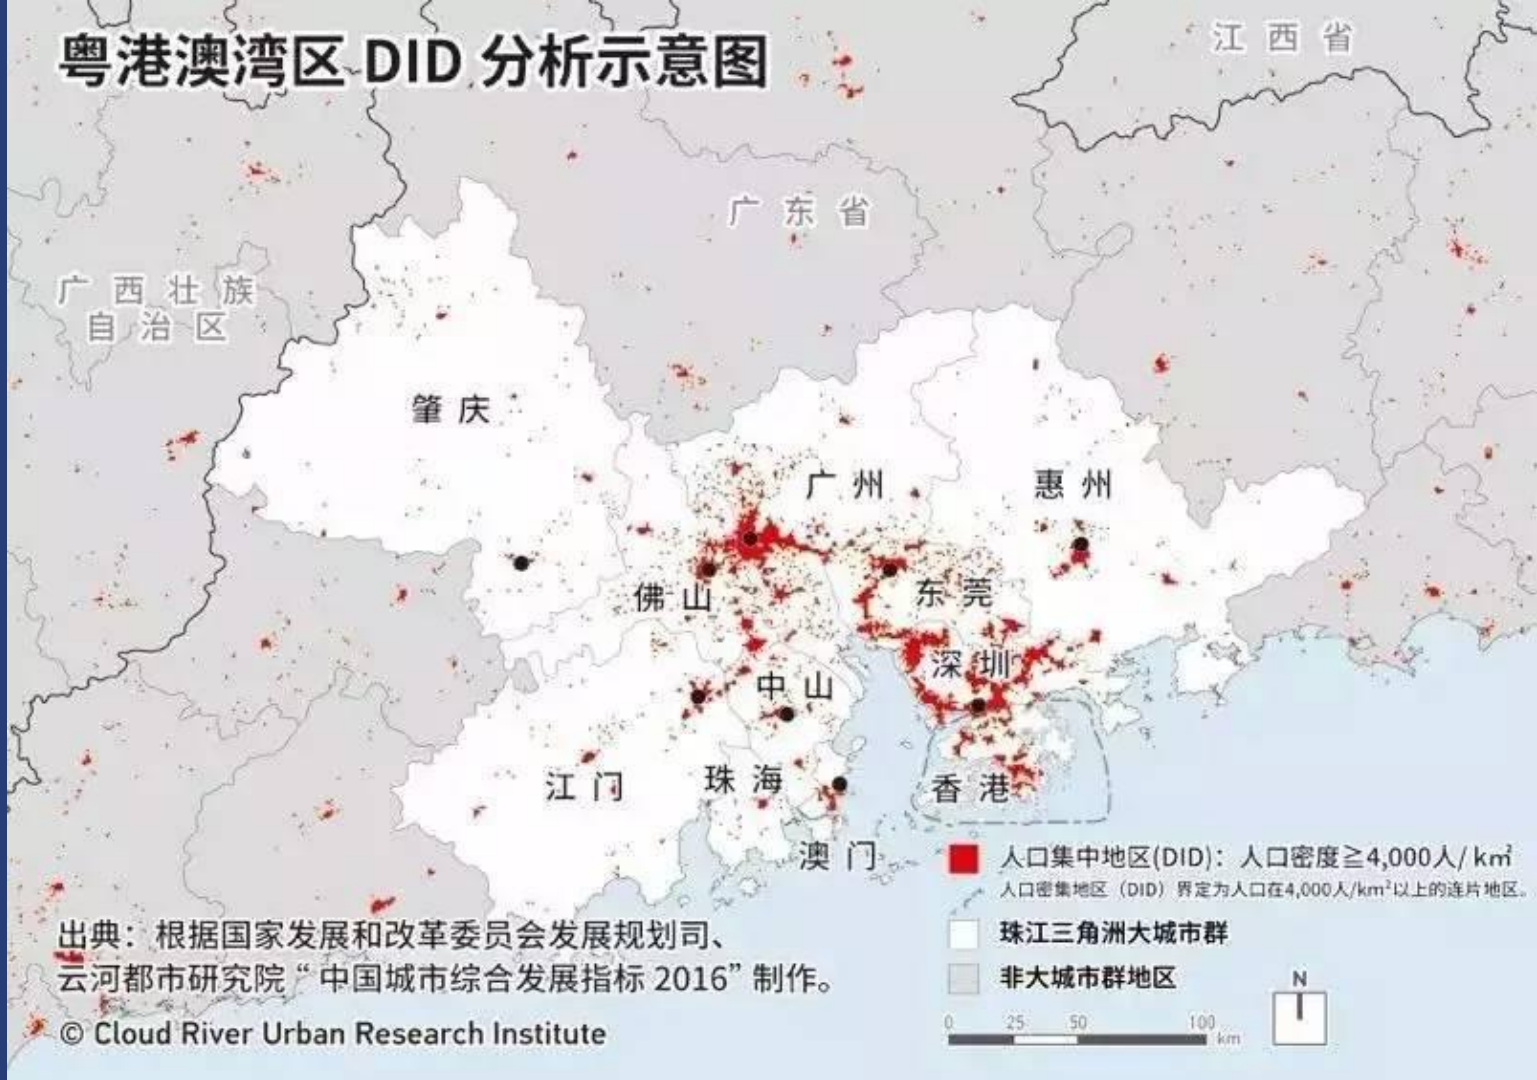 粤港澳湾区 DID 分析示意图
江西省
广东省
广西壮族
自治区
肇庆
广州
惠州
佛山
东莞
深圳
中山
江门
珠海
香港
澳门
人口集中地区(DID)：人口密度≧4,000人/k㎡
人口密集地区（DID）界定为人口在4,000人/km²以上的连片地区。
珠江三角洲大城市群
非大城市群地区
出典：根据国家发展和改革委员会发展规划司、
云河都市研究院“中国城市综合发展指标 2016”制作。
© Cloud River Urban Research Institute
0 25 50 100
km
N